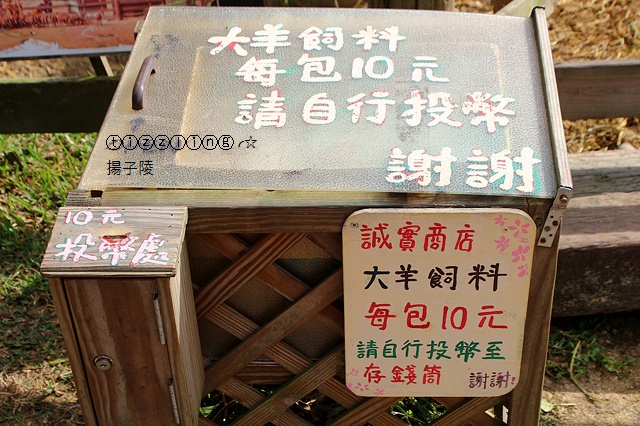 大羊飼料
每包10元
請自行投幣
謝謝
ⓣⓘⓩⓩⓛⓘⓝⓖ╭☆
揚子陵
10元
投幣處
誠實商店
大羊飼料
每包10元
請自行投幣至
存錢筒
謝謝!